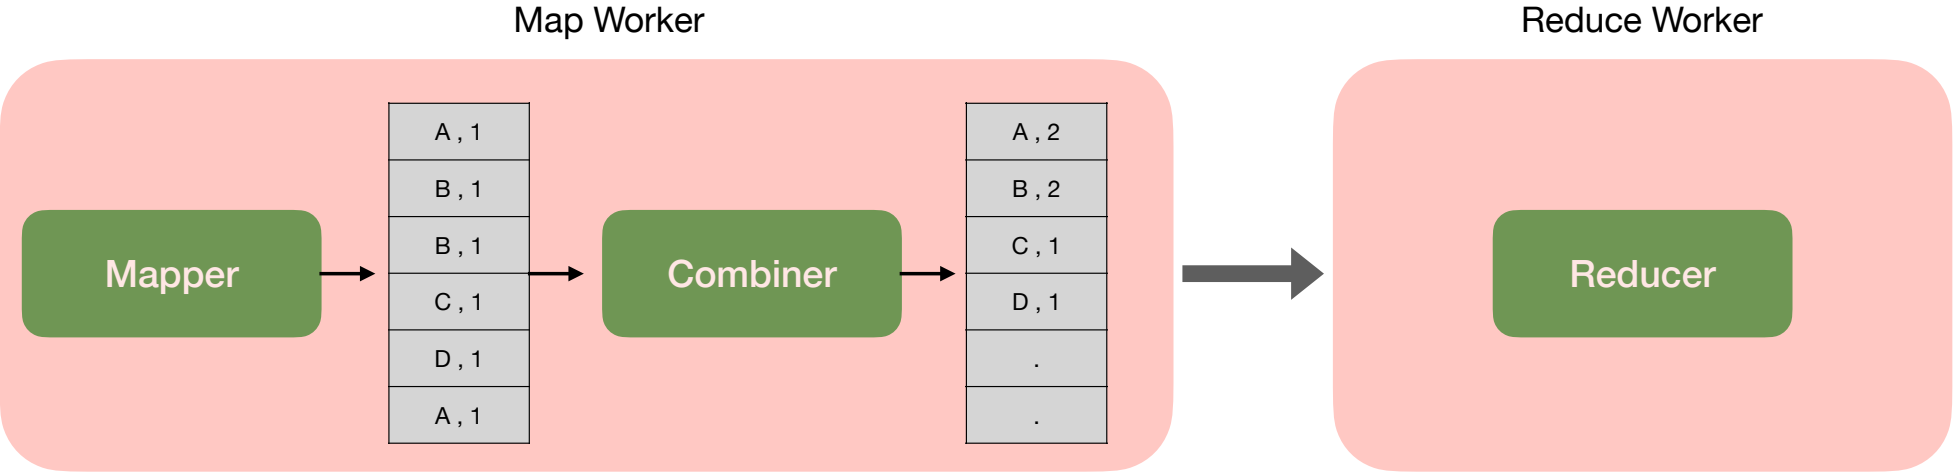 Map Worker
Reduce Worker
Mapper
A , 1
B , 1
B , 1
C , 1
D , 1
A , 1
Combiner
A , 2
B , 2
C , 1
D , 1
.
.
Reducer